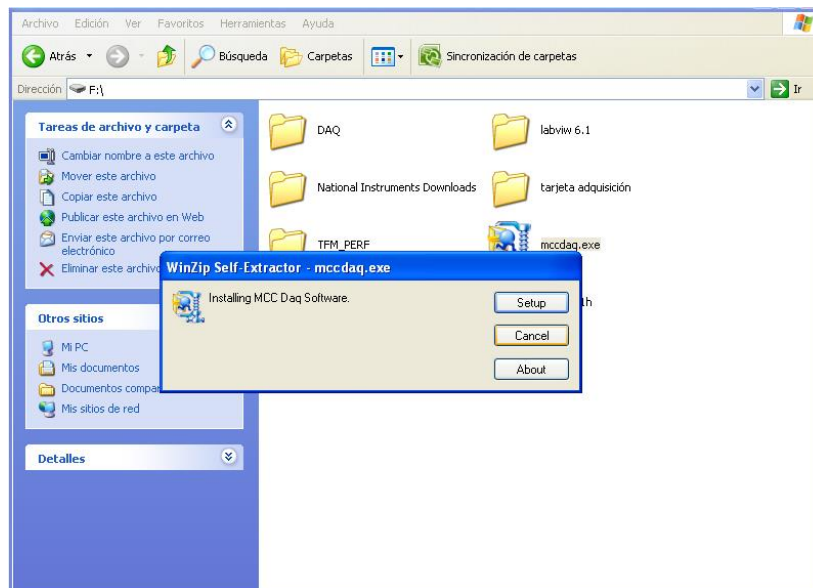 Archivo Edición Ver Favoritos Herramientas Ayuda
Atrás Búsqueda Carpetas Sincronización de carpetas
Dirección F:\ Ir
Tareas de archivo y carpeta
Cambiar nombre a este archivo
Mover este archivo
Copiar este archivo
Publicar este archivo en Web
Enviar este archivo por correo
electrónico
Eliminar este archivo
Otros sitios
Mi PC
Mis documentos
Documentos compar
Mis sitios de red
Detalles
DAQ
labviw 6.1
National Instruments Downloads
tarjeta adquisición
TFM_PERF
mccdaq.exe
1h
WinZip Self-Extractor - mccdaq.exe
Installing MCC Daq Software.
Setup
Cancel
About